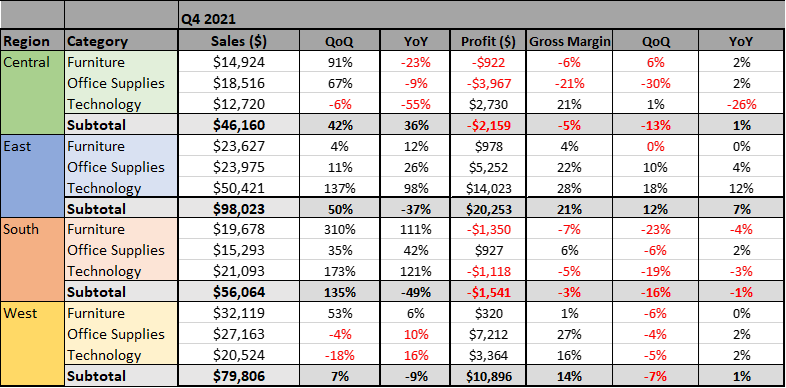 Q4 2021
Region Category Sales ($) QoQ YoY Profit ($) Gross Margin QoQ YoY
Central Furniture $14,924 91% -23% -$922 -6% 6% 2%
Office Supplies $18,516 67% -9% -$3,967 -21% -30% 2%
Technology $12,720 -6% -55% $2,730 21% 1% -26%
Subtotal $46,160 42% 36% -$2,159 -5% -13% 1%
East Furniture $23,627 4% 12% $978 4% 0% 0%
Office Supplies $23,975 11% 26% $5,252 22% 10% 4%
Technology $50,421 137% 98% $14,023 28% 18% 12%
Subtotal $98,023 50% -37% $20,253 21% 12% 7%
South Furniture $19,678 310% 111% -$1,350 -7% -23% -4%
Office Supplies $15,293 35% 42% $927 6% -6% 2%
Technology $21,093 173% 121% -$1,118 -5% -19% -3%
Subtotal $56,064 135% -49% -$1,541 -3% -16% -1%
West Furniture $32,119 53% 6% $320 1% -6% 0%
Office Supplies $27,163 -4% 10% $7,212 27% -4% 2%
Technology $20,524 -18% 16% $3,364 16% -5% 2%
Subtotal $79,806 7% -9% $10,896 14% -7% 1%